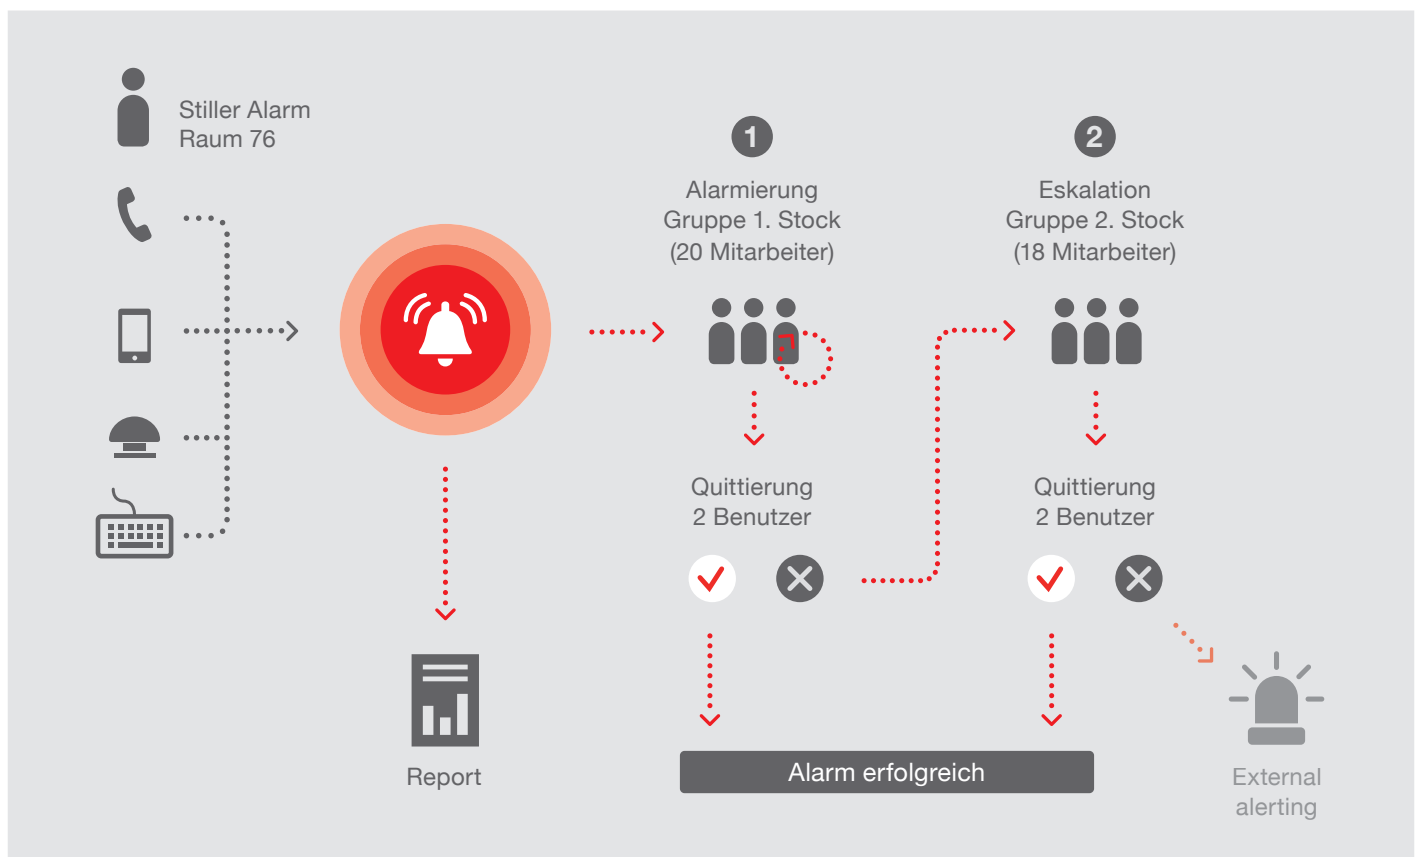 Stiller Alarm
Raum 76
1
Alarmierung
Gruppe 1. Stock
(20 Mitarbeiter)
Quittierung
2 Benutzer
2
Eskalation
Gruppe 2. Stock
(18 Mitarbeiter)
Quittierung
2 Benutzer
Report
Alarm erfolgreich
External
alerting